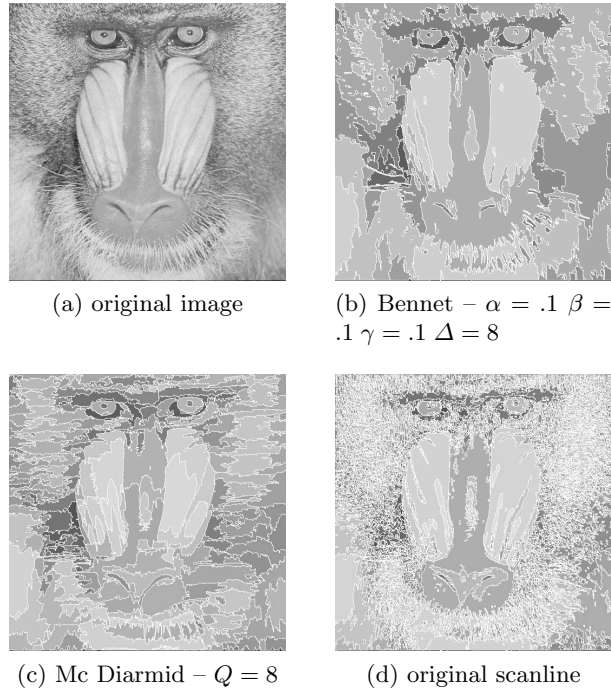 (a) original image
(b) Bennet – α = .1 β =
.1 γ = .1 Δ = 8
(c) Mc Diarmid – Q = 8
(d) original scanline